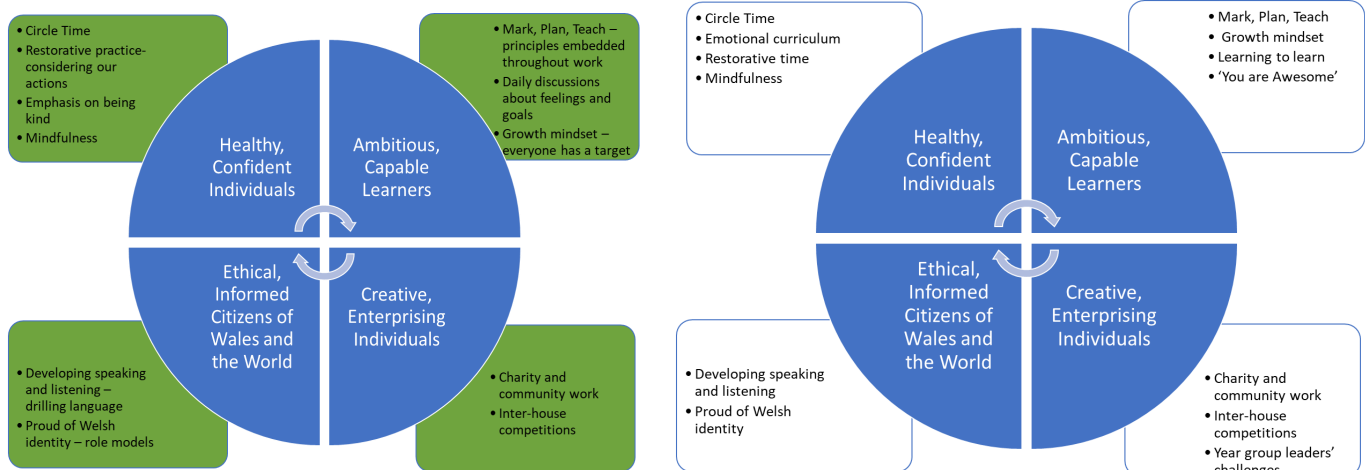 • Circle Time
• Restorative practice-
considering our
actions
• Emphasis on being
kind
• Mindfulness
• Mark, Plan, Teach –
principles embedded
throughout work
• Daily discussions
about feelings and
goals
• Growth mindset –
everyone has a target
Healthy,
Confident
Individuals
Ambitious,
Capable
Learners
Ethical,
Informed
Citizens of
Wales and
the World
Creative,
Enterprising
Individuals
• Developing speaking
and listening –
drilling language
• Proud of Welsh
identity – role models
• Charity and
community work
• Inter-house
competitions
• Circle Time
• Emotional curriculum
• Restorative time
• Mindfulness
• Mark, Plan, Teach
• Growth mindset
• Learning to learn
• ‘You are Awesome’
Healthy,
Confident
Individuals
Ambitious,
Capable
Learners
Ethical,
Informed
Citizens of
Wales and
the World
Creative,
Enterprising
Individuals
• Developing speaking
and listening
• Proud of Welsh
identity
• Charity and
community work
• Inter-house
competitions
• Year group leaders’
challenges